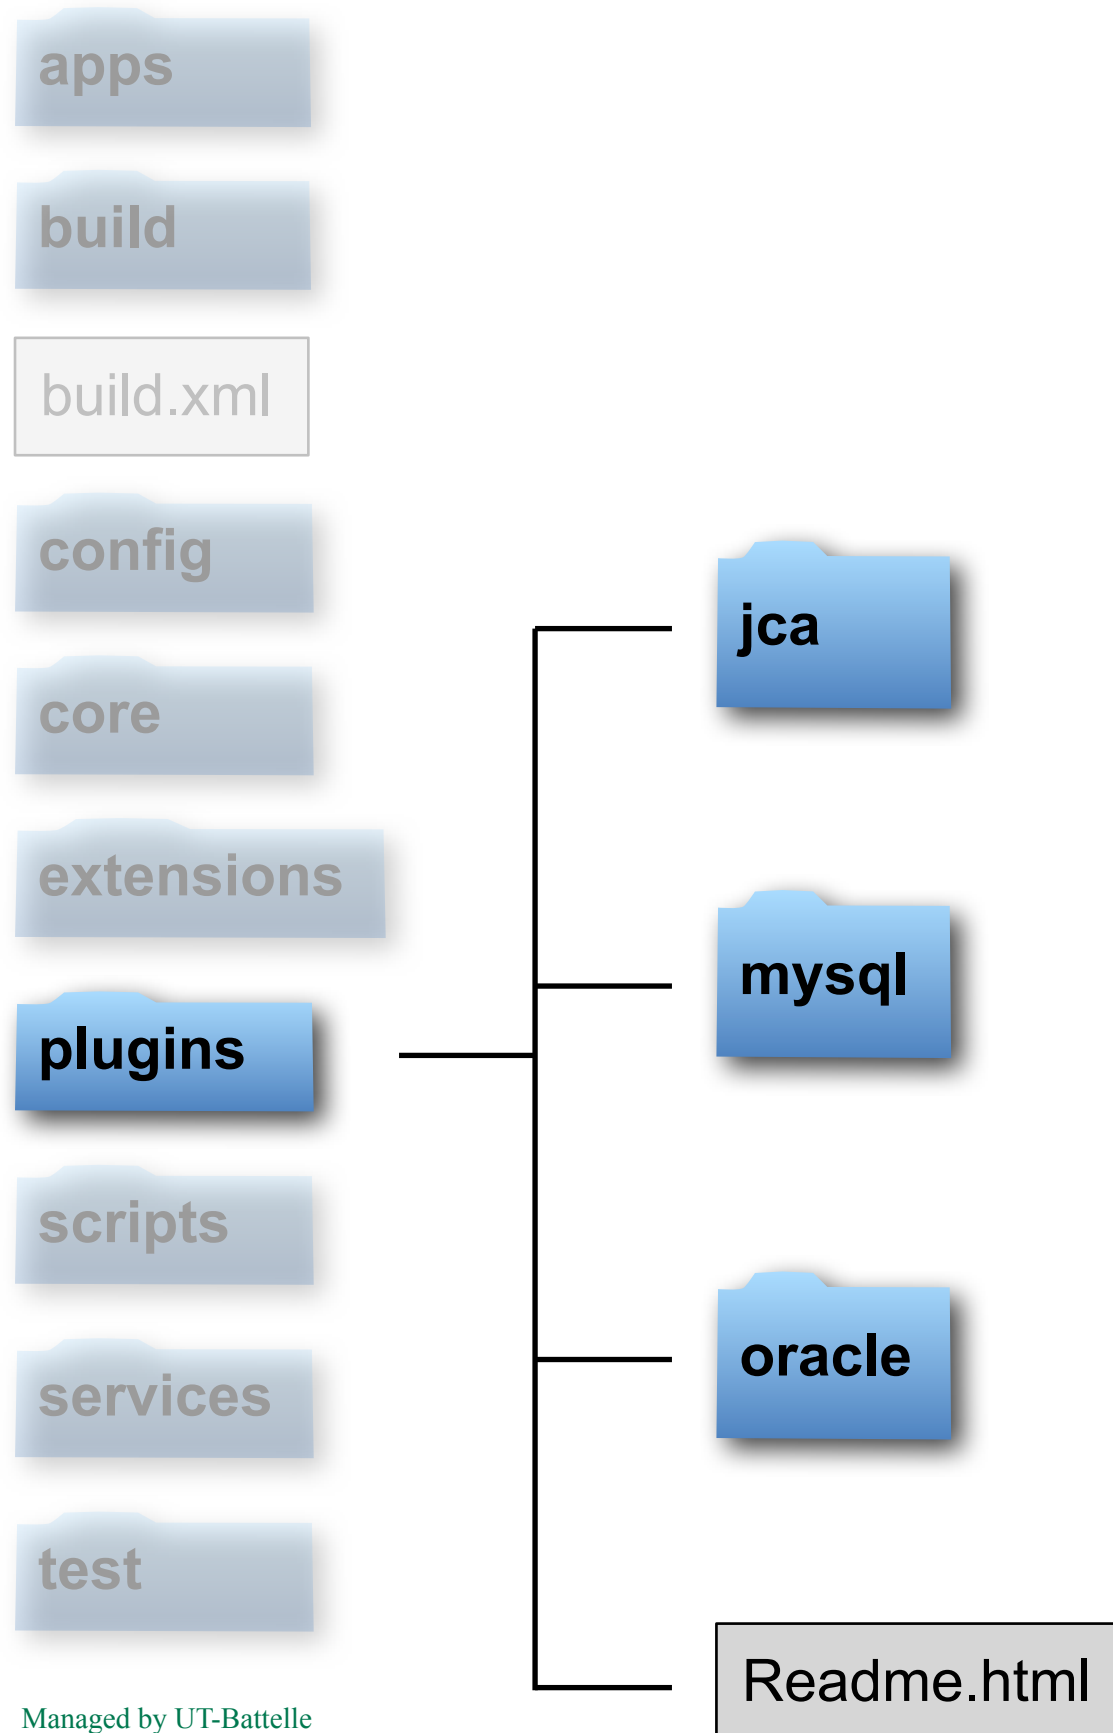 apps
build
build.xml
config
core
extensions
plugins
scripts
services
test
jca
mysql
oracle
Readme.html
Managed by UT-Battelle